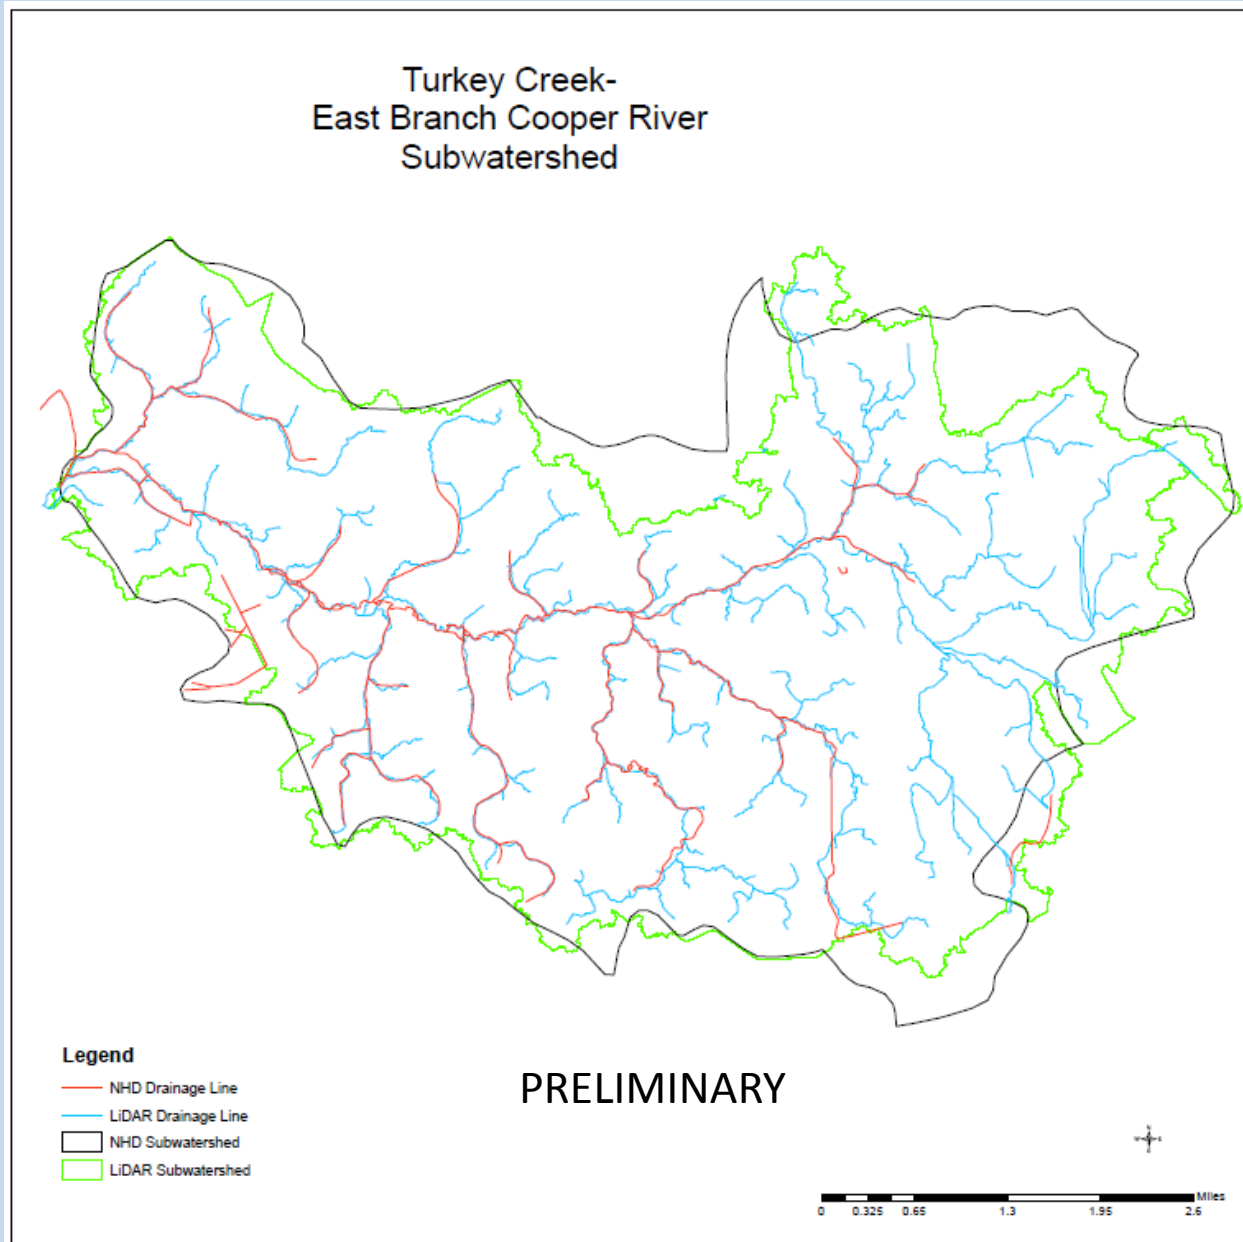 Turkey Creek-
East Branch Cooper River
Subwatershed
Legend
NHD Drainage Line
LiDAR Drainage Line
NHD Subwatershed
LiDAR Subwatershed
PRELIMINARY
Miles
0 0.325 0.65 1.3 1.95 2.6